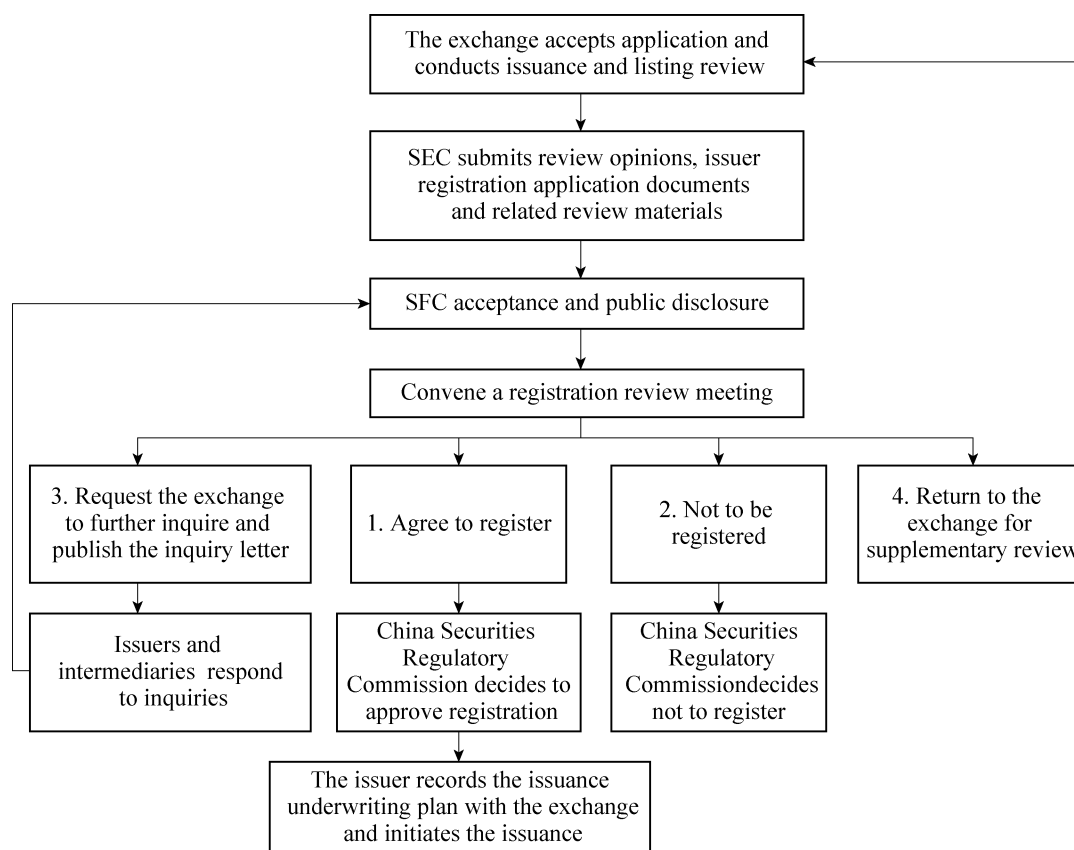 The exchange accepts application and
conducts issuance and listing review
SEC submits review opinions, issuer
registration application documents
and related review materials
SFC acceptance and public disclosure
Convene a registration review meeting
3. Request the exchange
to further inquire and
publish the inquiry letter
1. Agree to register
2. Not to be
registered
4. Return to the
exchange for
supplementary review
Issuers and
intermediaries respond
to inquiries
China Securities
Regulatory
Commission decides to
approve registration
China Securities
Regulatory
Commissiondecides
not to register
The issuer records the issuance
underwriting plan with the exchange
and initiates the issuance